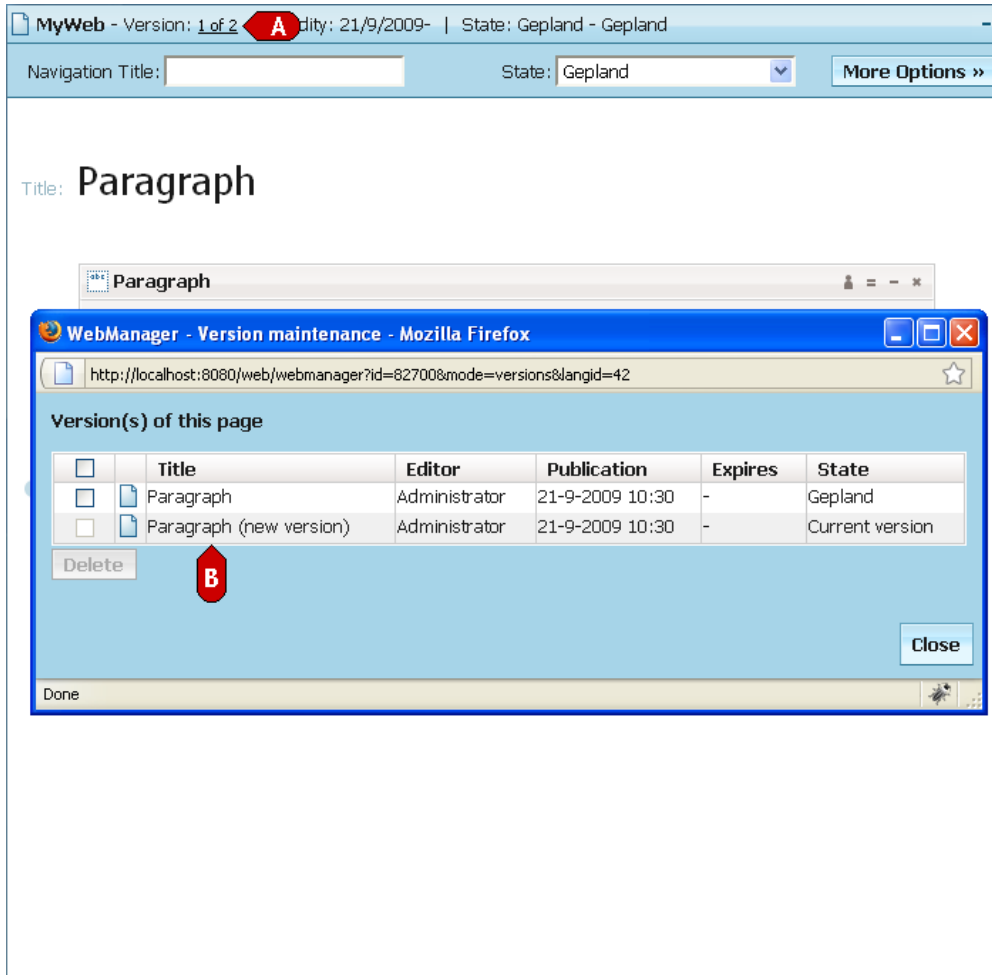 MyWeb - Version: 1 of 2 A dity: 21/9/2009- | State: Gepland - Gepland
Navigation Title: State: Gepland More Options »
Title: Paragraph
abc Paragraph
WebManager - Version maintenance - Mozilla Firefox
http://localhost:8080/web/webmanager?id=82700&mode=versions&langid=42
Version(s) of this page
Title Editor Publication Expires State
Paragraph Administrator 21-9-2009 10:30 - Gepland
Paragraph (new version) Administrator 21-9-2009 10:30 - Current version
Delete
B
Close
Done